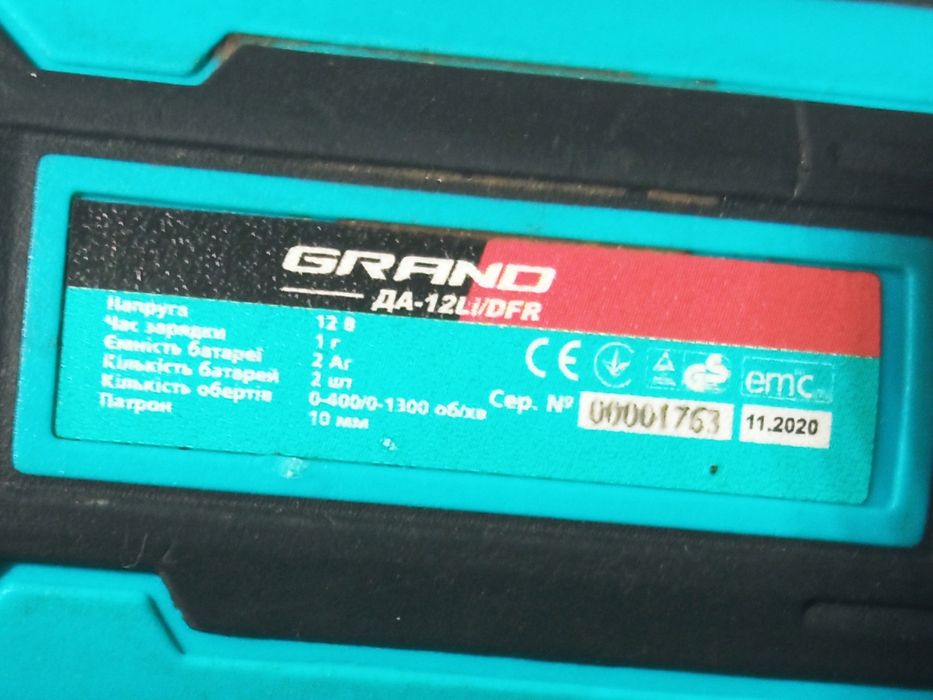 GRAND
ДА-12Li/DFR
Напруга 12 В
Час зарядки 1 г
Ємність батареї 2 Аг
Кількість батарей 2 шт
Кількість обертів 0-400/0-1300 об/хв
Патрон 10 мм
CE GS emc
Сер. № 00001763 11.2020